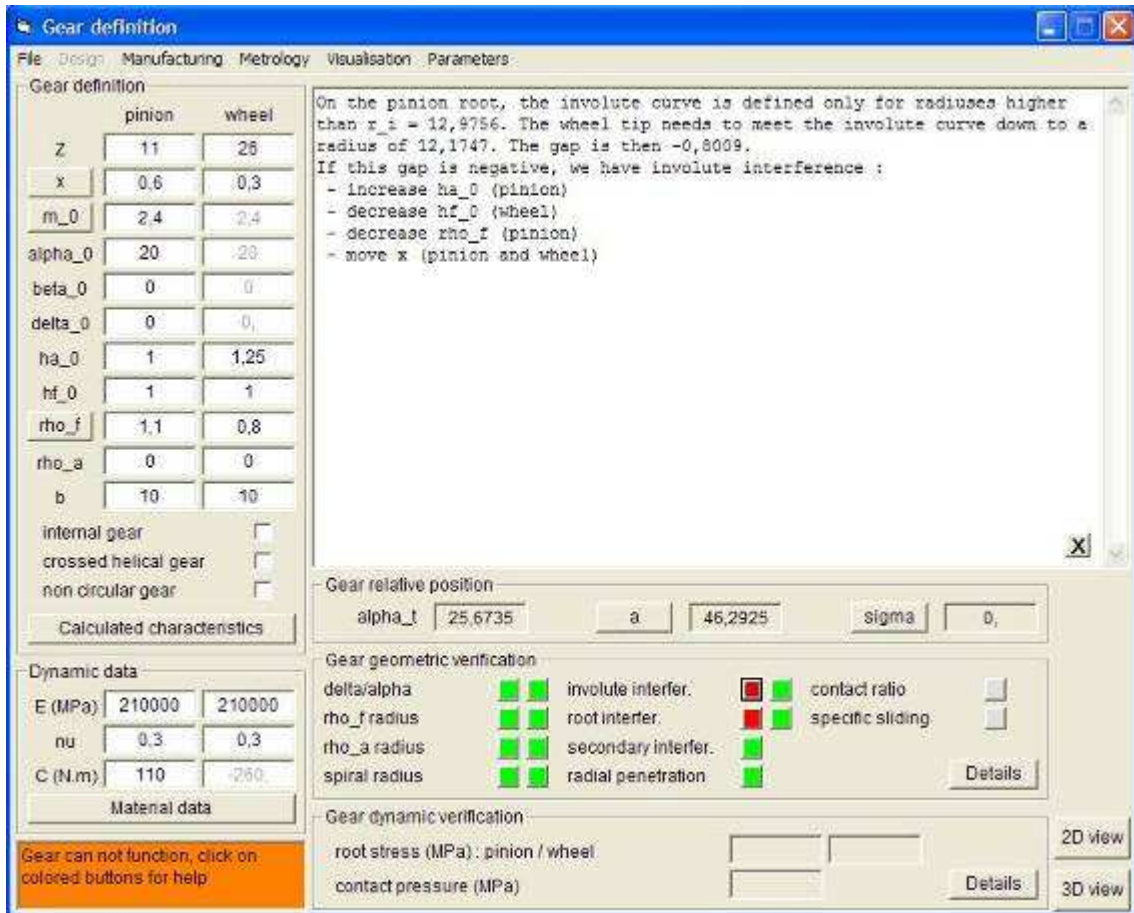 Gear definition
File Design Manufacturing Metrology Visualisation Parameters
Gear definition
pinion wheel
Z 11 26
x 0,6 0,3
m_0 2,4 2,4
alpha_0 20 20
beta_0 0 0
delta_0 0 0,
ha_0 1 1,25
hf_0 1 1
rho_f 1,1 0,8
rho_a 0 0
b 10 10
internal gear
crossed helical gear
non circular gear
Calculated characteristics
Dynamic data
E (MPa) 210000 210000
nu 0,3 0,3
C (N.m) 110 -260,
Material data
Gear can not function, click on
colored buttons for help
On the pinion root, the involute curve is defined only for radiuses higher
than r_i = 12,9756. The wheel tip needs to meet the involute curve down to a
radius of 12,1747. The gap is then -0,8009.
If this gap is negative, we have involute interference :
- increase ha_0 (pinion)
- decrease hf_0 (wheel)
- decrease rho_f (pinion)
- move x (pinion and wheel)
X
Gear relative position
alpha_t 25,6735 a 46,2925 sigma 0,
Gear geometric verification
delta/alpha involute interfer. contact ratio
rho_f radius root interfer. specific sliding
rho_a radius secondary interfer.
spiral radius radial penetration Details
Gear dynamic verification
root stress (MPa) : pinion / wheel
contact pressure (MPa) Details
2D view
3D view